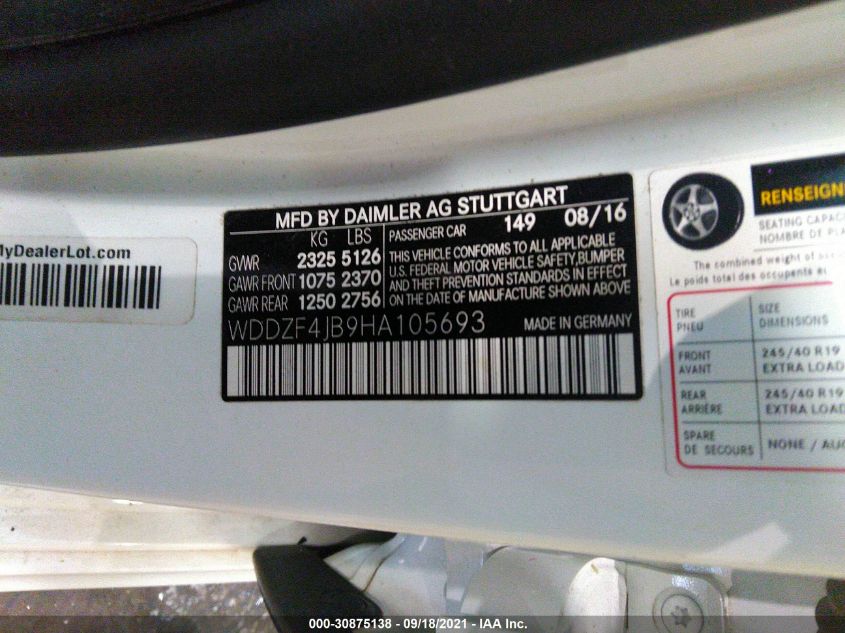 MyDealerLot.com
MFD BY DAIMLER AG STUTTGART
KG LBS
GVWR 2325 5126
GAWR FRONT 1075 2370
GAWR REAR 1250 2756
PASSENGER CAR 149 08/16
THIS VEHICLE CONFORMS TO ALL APPLICABLE
U.S. FEDERAL MOTOR VEHICLE SAFETY,BUMPER
AND THEFT PREVENTION STANDARDS IN EFFECT
ON THE DATE OF MANUFACTURE SHOWN ABOVE
WDDZF4JB9HA105693 MADE IN GERMANY
RENSEIGN
SEATING CAPAC
NOMBRE DE PLA
The combined weight of
Le poids total des occupants
TIRE SIZE
PNEU DIMENSIONS
FRONT 245/40 R19
AVANT EXTRA LOAD
REAR 245/40 R19
ARRIÈRE EXTRA LOAD
SPARE
DE SECOURS NONE / AUC
000-30875138 - 09/18/2021 - IAA Inc.